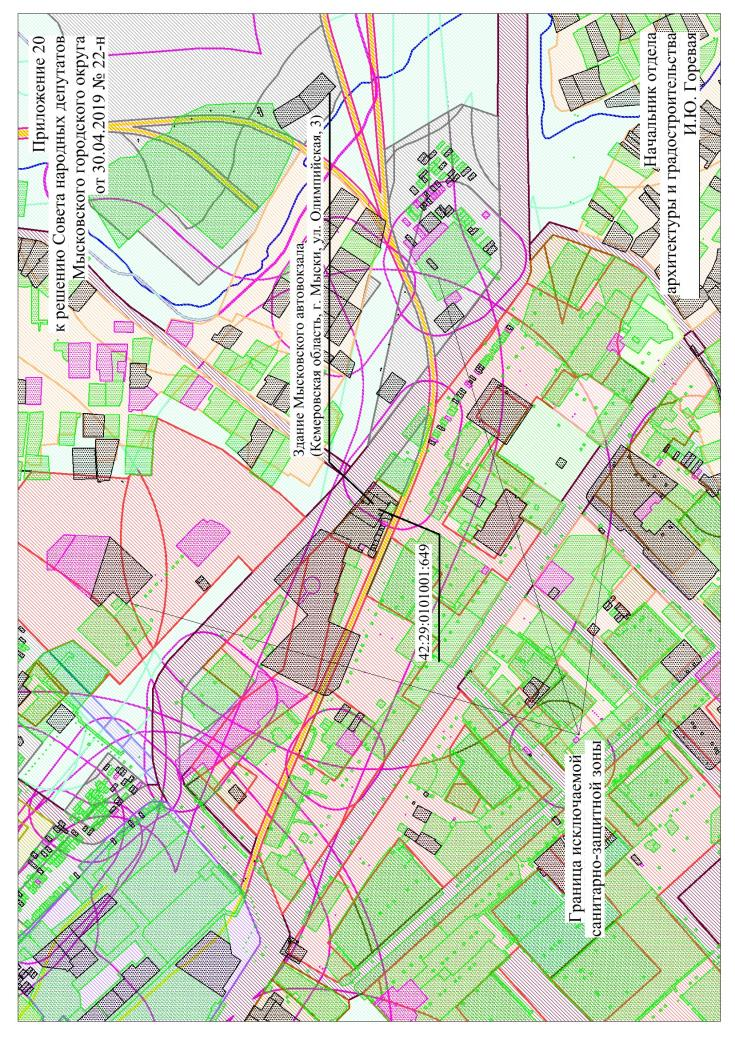 Приложение 20
к решению Совета народных депутатов
Мысковского городского округа
от 30.04.2019 № 22-н
Здание Мысковского автовокзала
(Кемеровская область, г. Мыски, ул. Олимпийская, 3)
42:29:0101001:649
Граница исключаемой
санитарно-защитной зоны
Начальник отдела
архитектуры и градостроительства
И.Ю. Горевая